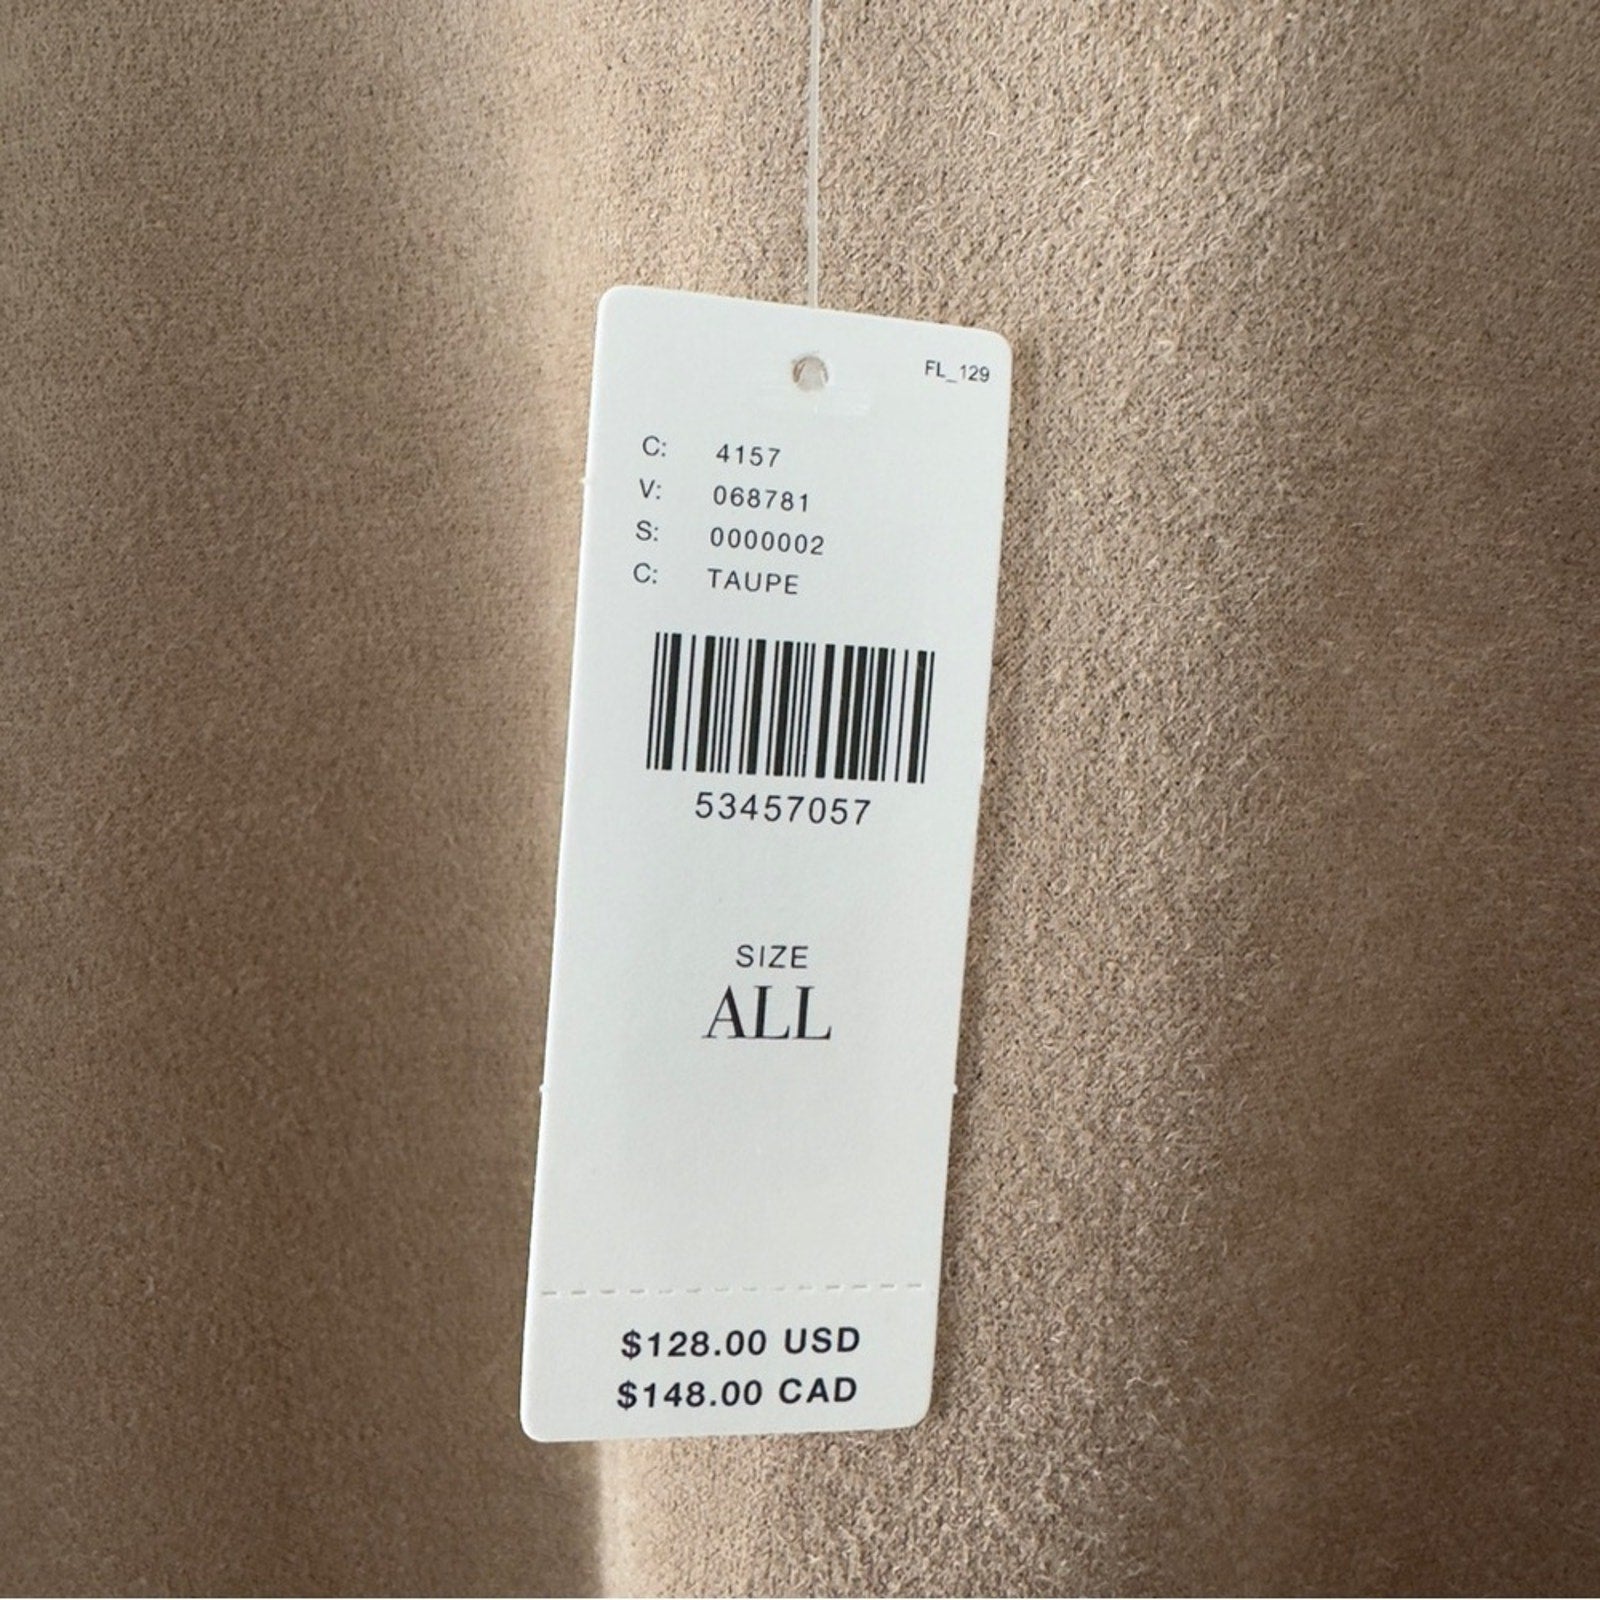 FL_129
C: 4157
V: 068781
S: 0000002
C: TAUPE
53457057
SIZE
ALL
$128.00 USD
$148.00 CAD